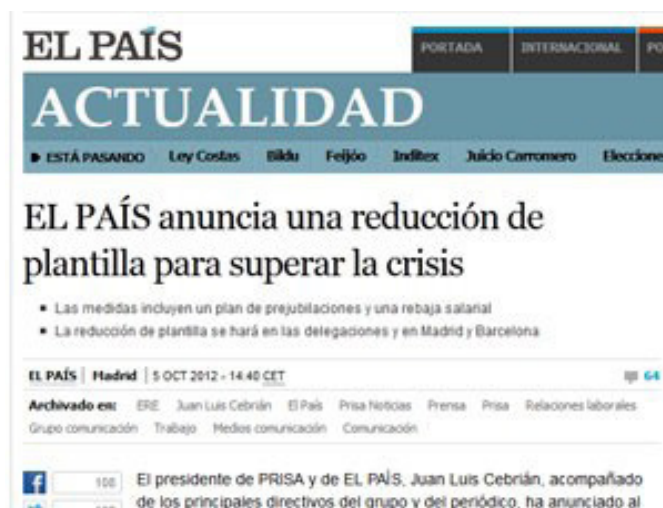 EL PAÍS
PORTADA INTERNACIONAL PO
ACTUALIDAD
ESTÁ PASANDO Ley Costas Bildu Feijóo Inditex Juicio Carromero Eleccione
EL PAÍS anuncia una reducción de
plantilla para superar la crisis
Las medidas incluyen un plan de prejubilaciones y una rebaja salarial
La reducción de plantilla se hará en las delegaciones y en Madrid y Barcelona
EL PAÍS | Madrid | 5 OCT 2012 - 14:40 CET 64
Archivado en: ERE Juan Luis Cebrián El País Prisa Noticias Prensa Prisa Relaciones laborales
Grupo comunicación Trabajo Medios comunicación Comunicación
108 El presidente de PRISA y de EL PAÍS, Juan Luis Cebrián, acompañado
de los principales directivos del grupo y del periódico, ha anunciado al